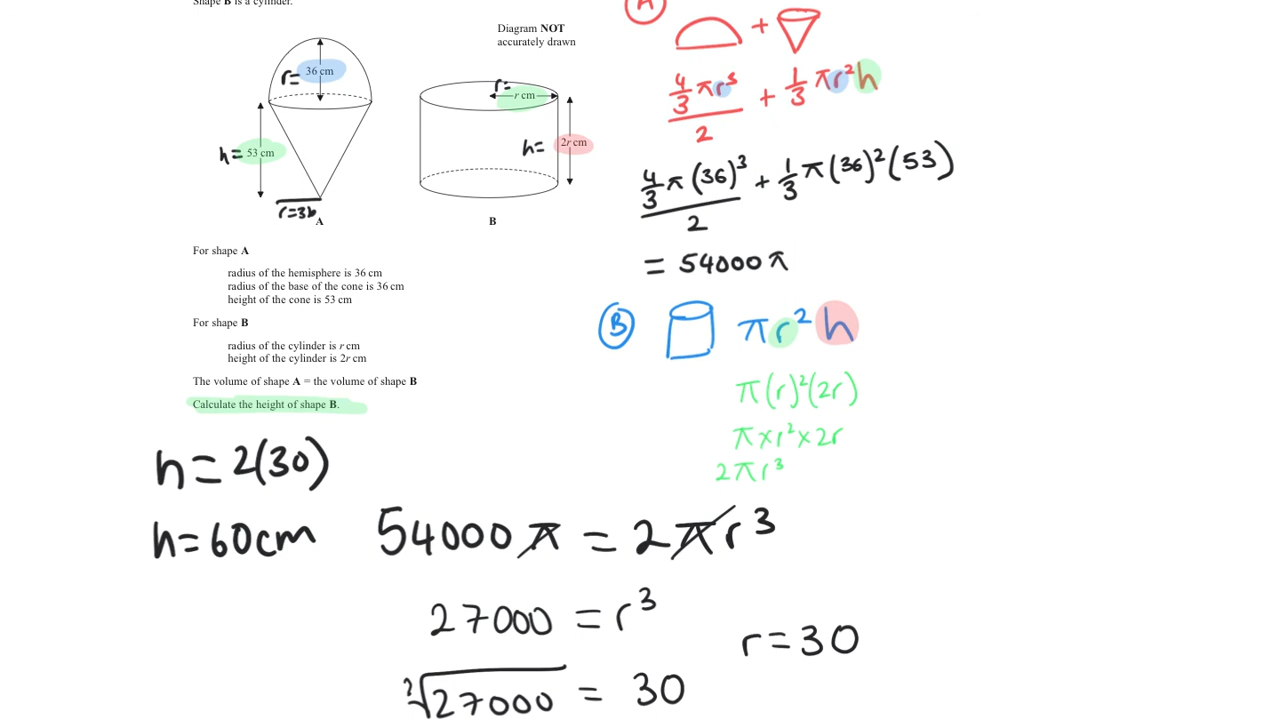 Shape B is a cylinder.
Diagram NOT
accurately drawn
r= 36 cm
h= 53 cm
r=36
A
r=
r cm
h= 2r cm
B
For shape A
radius of the hemisphere is 36 cm
radius of the base of the cone is 36 cm
height of the cone is 53 cm
For shape B
radius of the cylinder is r cm
height of the cylinder is 2r cm
The volume of shape A = the volume of shape B
Calculate the height of shape B.
h = 2(30)
h = 60cm
A
+
4/3 πr³ / 2 + 1/3 πr²h
4/3 π(36)³ / 2 + 1/3 π(36)²(53)
= 54000π
B πr²h
π(r)²(2r)
π×r²×2r
2πr³
54000π = 2πr³
27000 = r³
r = 30
∛27000 = 30